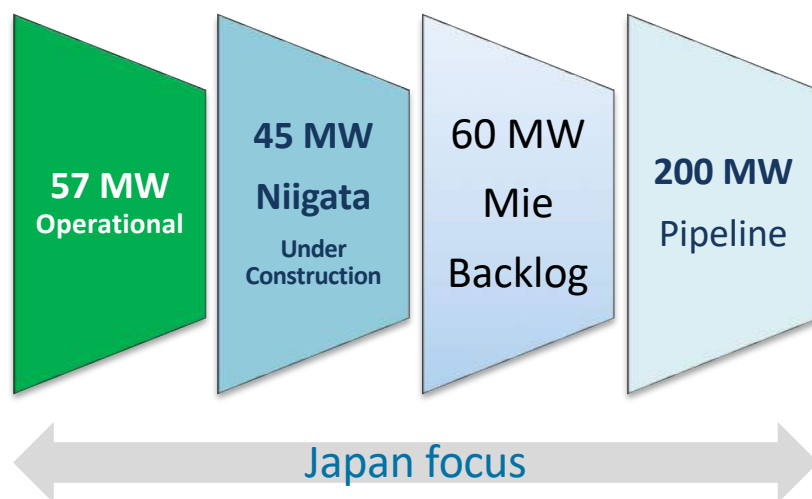 57 MW
Operational
45 MW
Niigata
Under
Construction
60 MW
Mie
Backlog
200 MW
Pipeline
Japan focus